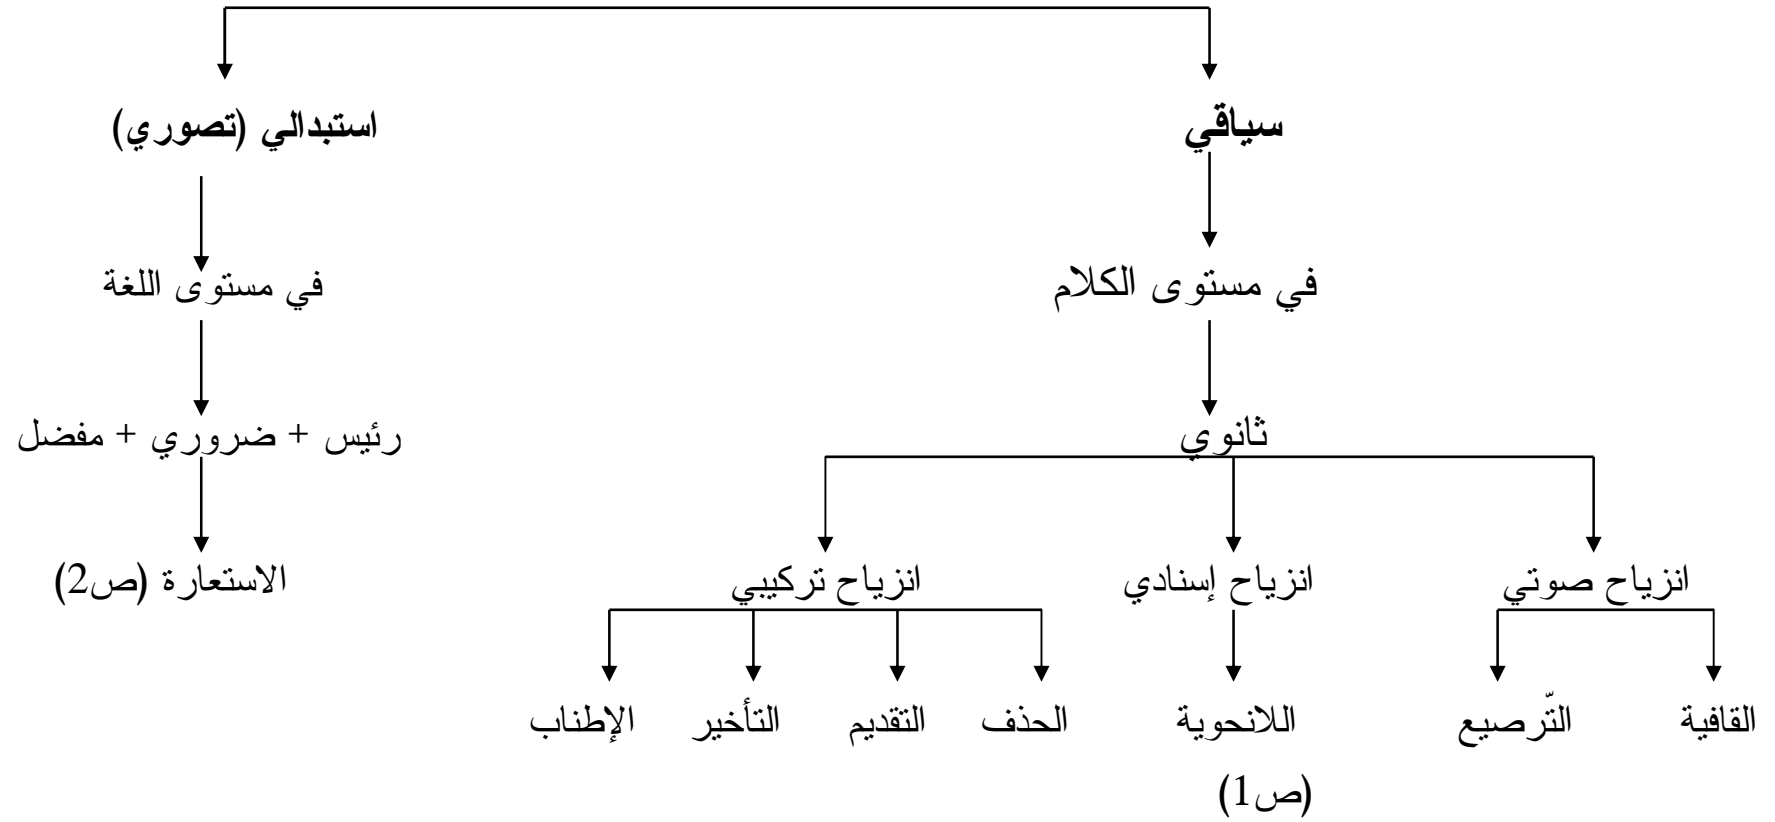 سياقي
استبدالي (تصوري)
في مستوى الكلام
في مستوى اللغة
ثانوي
رئيس + ضروري + مفضل
انزياح صوتي
انزياح إسنادي
انزياح تركيبي
الاستعارة (ص2)
القافية
التّرصيع
اللانحوية
الحذف
التقديم
التأخير
الإطناب
(ص1)